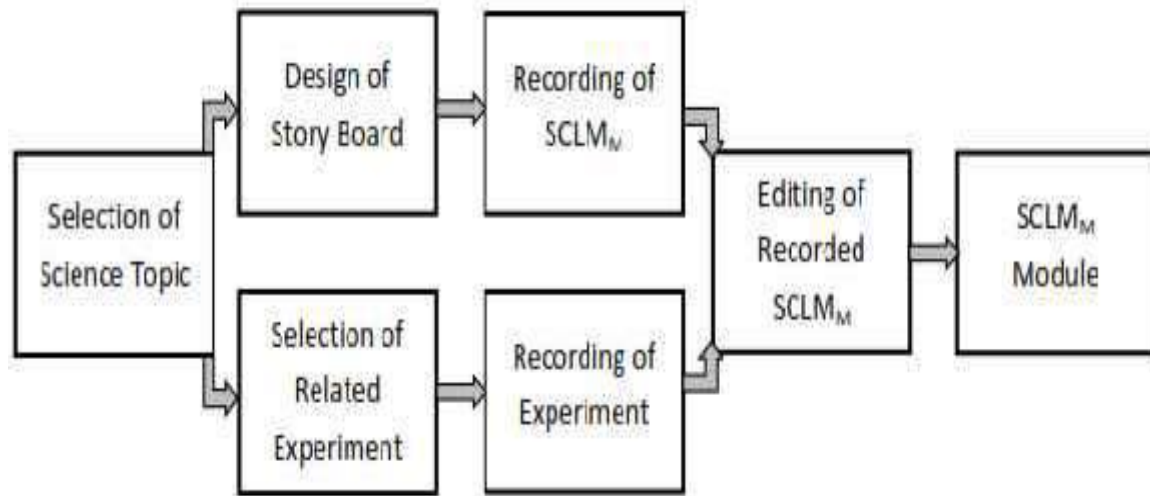 Selection of
Science Topic
Design of
Story Board
Recording of
SCLMM
Selection of
Related
Experiment
Recording of
Experiment
Editing of
Recorded
SCLMM
SCLMM
Module